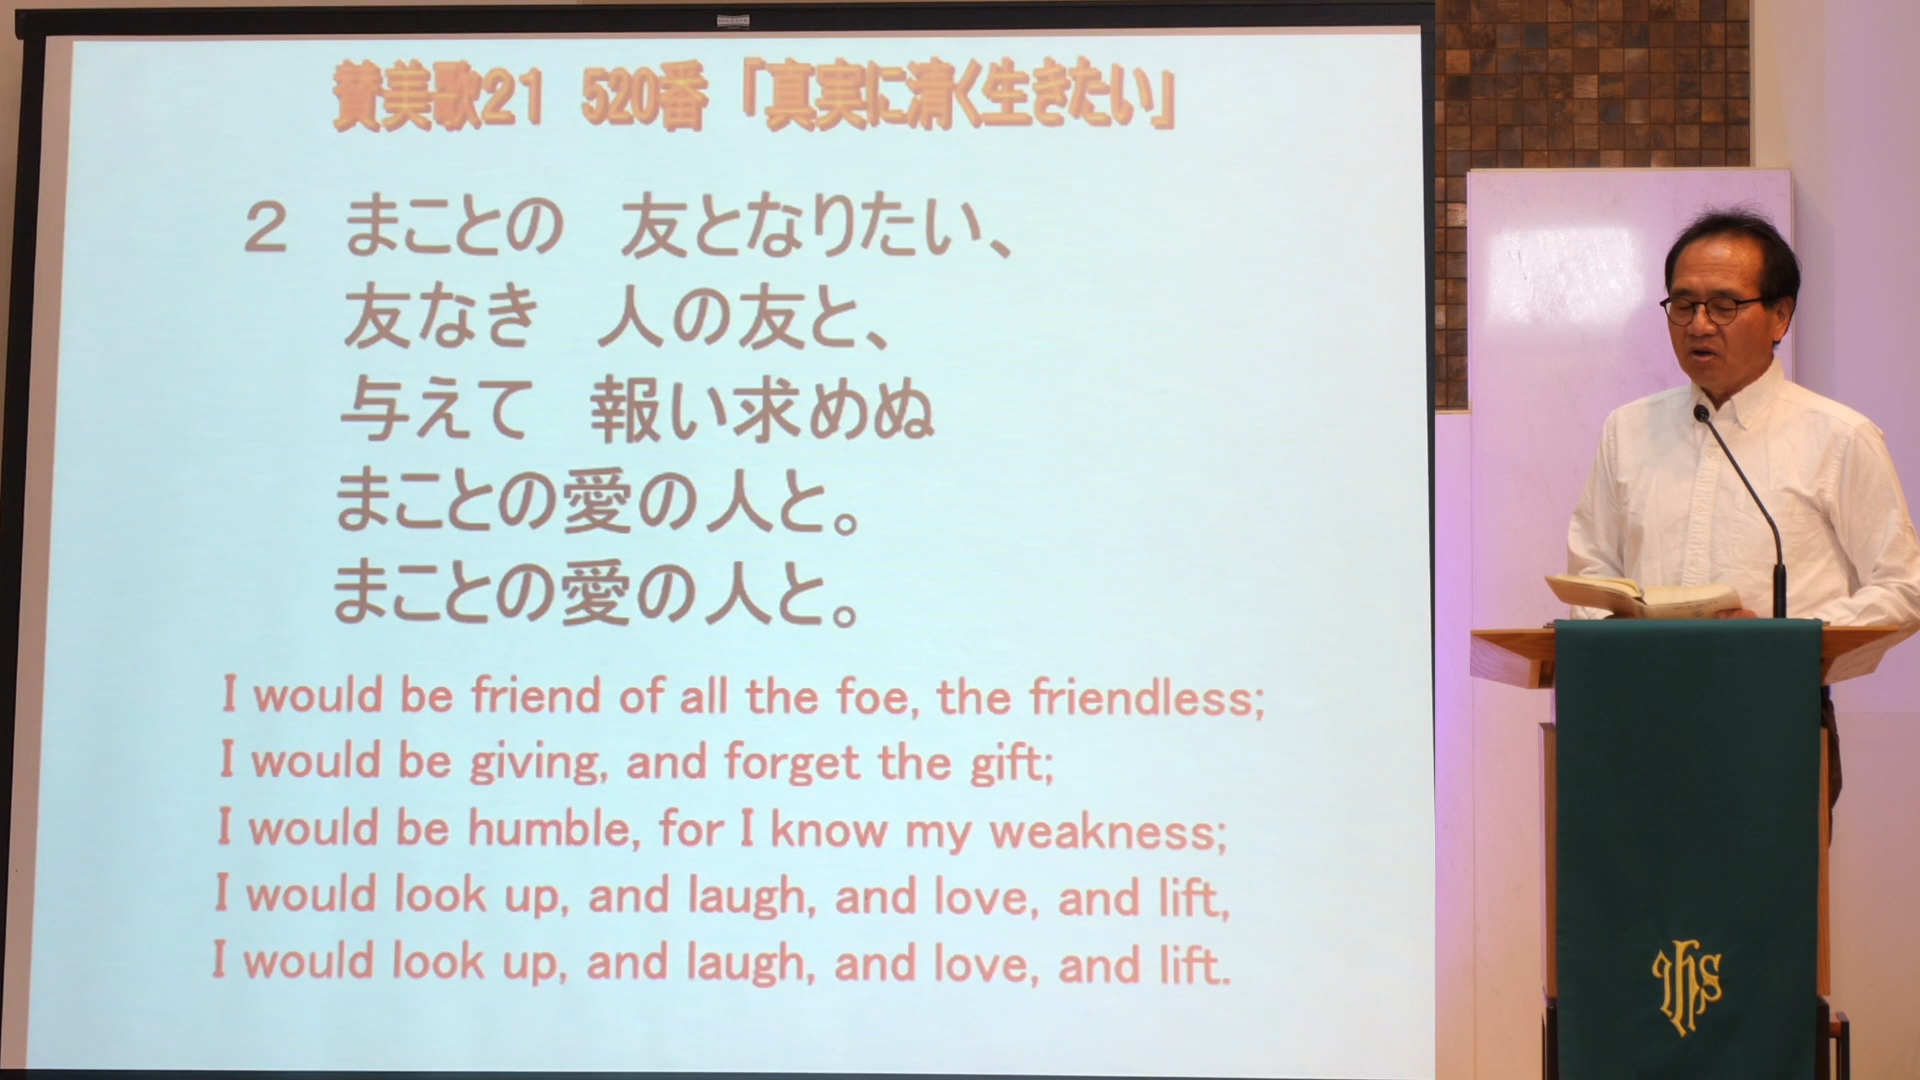 賛美歌21 520番 「真実に清く生きたい」
2 まことの 友となりたい、
友なき 人の友と、
与えて 報い求めぬ
まことの愛の人と。
まことの愛の人と。
I would be friend of all the foe, the friendless;
I would be giving, and forget the gift;
I would be humble, for I know my weakness;
I would look up, and laugh, and love, and lift,
I would look up, and laugh, and love, and lift.
IHS